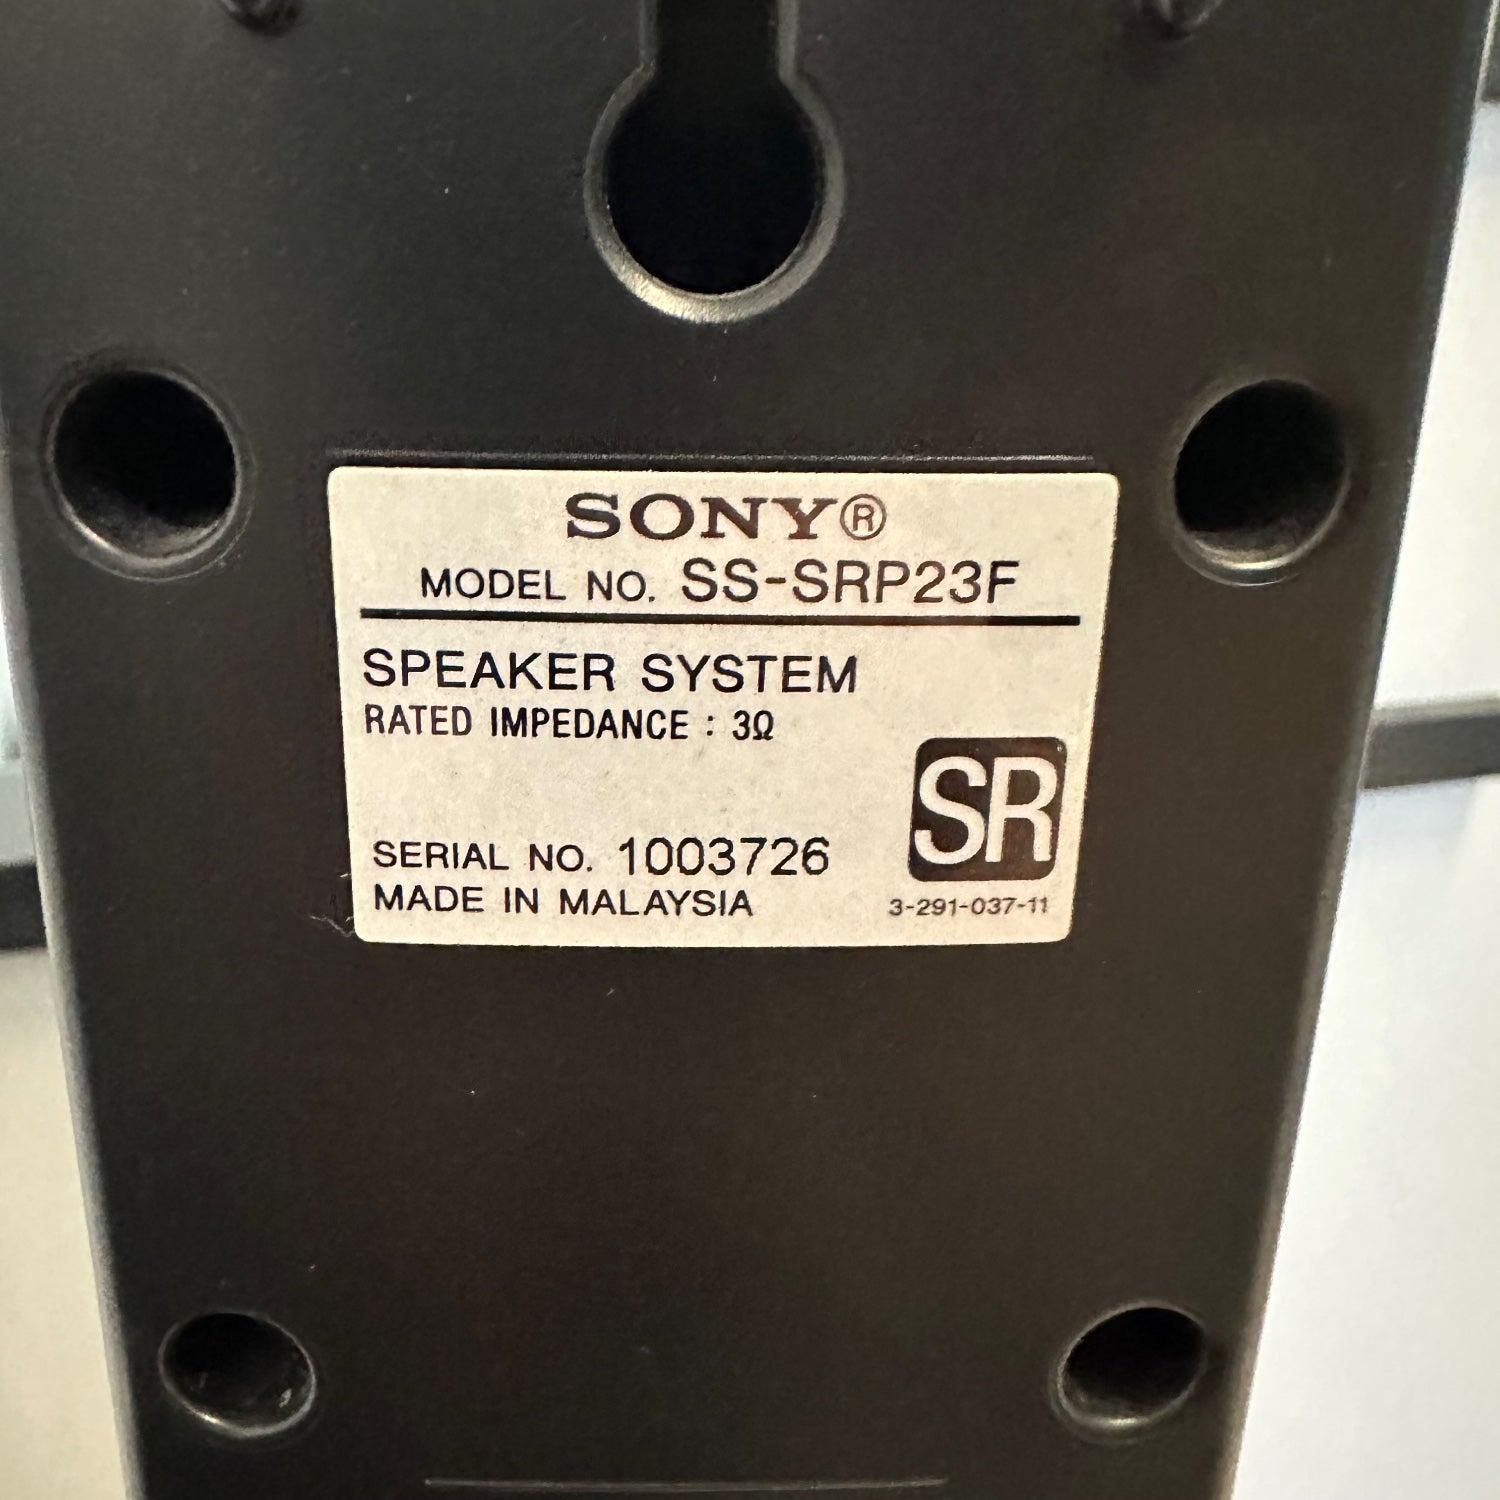 SONY®
MODEL NO. SS-SRP23F
SPEAKER SYSTEM
RATED IMPEDANCE : 3Ω
SR
SERIAL NO. 1003726
MADE IN MALAYSIA
3-291-037-11